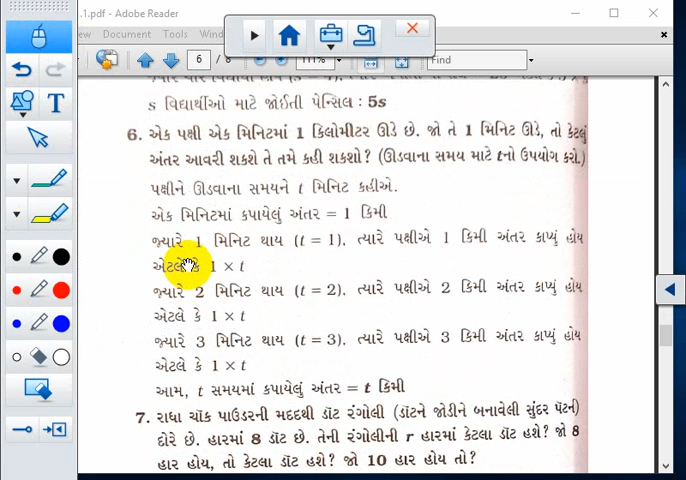 .1.pdf - Adobe Reader
Document Tools
6 / 8
Find
s વિદ્યાર્થીઓ માટે જોઈતી પેન્સિલ : 5s
6. એક પક્ષી એક મિનિટમાં 1 કિલોમીટર ઊડે છે. જો તે 1 મિનિટ ઊડે, તો કેટલું
અંતર આવરી શકશે તે તમે કહી શકશો? (ઊડવાના સમય માટે tનો ઉપયોગ કરો.)
પક્ષીને ઊડવાના સમયને t મિનિટ કહીએ.
એક મિનિટમાં કપાયેલું અંતર = 1 કિમી
જ્યારે 1 મિનિટ થાય (t = 1), ત્યારે પક્ષીએ 1 કિમી અંતર કાપ્યું હોય
એટલે કે 1 × t
જ્યારે 2 મિનિટ થાય (t = 2), ત્યારે પક્ષીએ 2 કિમી અંતર કાપ્યું હોય
એટલે કે 1 × t
જ્યારે 3 મિનિટ થાય (t = 3), ત્યારે પક્ષીએ 3 કિમી અંતર કાપ્યું હોય
એટલે કે 1 × t
આમ, t સમયમાં કપાયેલું અંતર = t કિમી
7. રાધા ચૉક પાઉડરની મદદથી ડૉટ રંગોલી (ડૉટને જોડીને બનાવેલી સુંદર પૅટર્ન)
દોરે છે. હારમાં 8 ડૉટ છે. તેની રંગોલીની r હારમાં કેટલા ડૉટ હશે? જો 8
હાર હોય, તો કેટલા ડૉટ હશે? જો 10 હાર હોય તો?